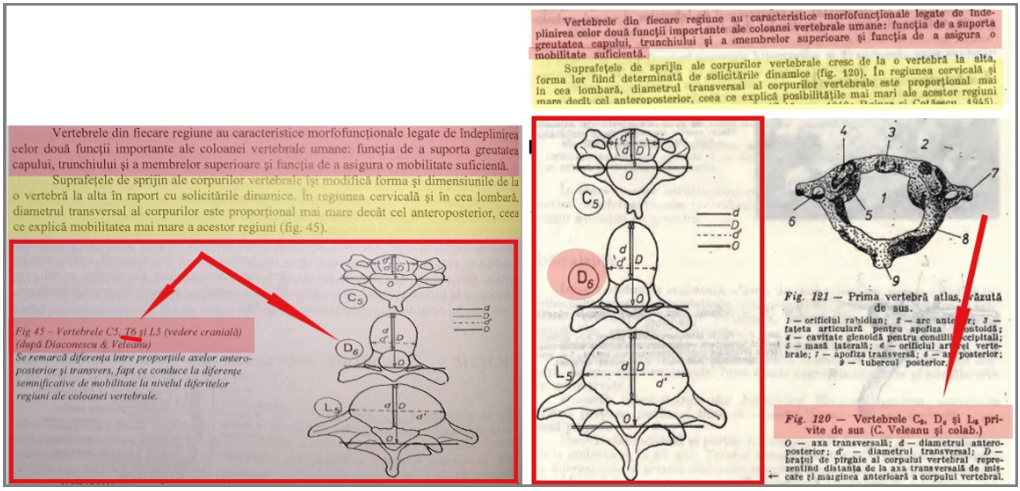 Vertebrele din fiecare regiune au caracteristice morfofuncționale legate de îndeplinirea
celor două funcții importante ale coloanei vertebrale umane: funcția de a suporta greutatea
capului, trunchiului și a membrelor superioare și funcția de a asigura o mobilitate suficientă.
Suprafețele de sprijin ale corpurilor vertebrale își modifică forma și dimensiunile de la
o vertebră la alta în raport cu solicitările dinamice. În regiunea cervicală și în cea lombară,
diametrul transversal al corpurilor este proporțional mai mare decât cel anteroposterior, ceea
ce explică mobilitatea mai mare a acestor regiuni (fig. 45).
Fig 45 – Vertebrele C5, T6 și L5 (vedere cranială)
(după Diaconescu & Veleanu)
Se remarcă diferența între proporțiile axelor antero-
posterior și transvers, fapt ce conduce la diferențe
semnificative de mobilitate la nivelul diferitelor
regiuni ale coloanei vertebrale.
d
d' D
O
C5
d
D
d'
O
d
d' D
O
D6
d D
d'
O
L5
Vertebrele din fiecare regiune au caracteristice morfofuncționale legate de înde-
plinirea celor două funcții importante ale coloanei vertebrale umane: funcția de a suporta
greutatea capului, trunchiului și a membrelor superioare și funcția de a asigura o
mobilitate suficientă.
Suprafețele de sprijin ale corpurilor vertebrale cresc de la o vertebră la alta,
forma lor fiind determinată de solicitările dinamice (fig. 120). În regiunea cervicală și
în cea lombară, diametrul transversal al corpurilor vertebrale este proporțional mai
mare decît cel anteroposterior, ceea ce explică posibilitățile mai mari ale acestor regiuni
d
d' D
O
C5
d
D
d'
O
d
d' D
O
D6
d D
d'
O
L5
4
3
2
7
1
6
5
8
9
Fig. 121 — Prima vertebră atlas, văzută
de sus.
1 — orificiul rahidian; 2 — arc anterior; 3 —
fațeta articulară pentru apofiza odontoidă;
4 — cavitate glenoidă pentru condilii occipitali;
5 — masă laterală; 6 — orificiul arterei verte-
brale; 7 — apofiza transversă; 8 — arc posterior;
9 — tubercul posterior.
Fig. 120 — Vertebrele C5, D6 și L5 pri-
vite de sus (C. Veleanu și colab.)
O — axa transversală; d — diametrul antero-
posterior; d' — diametrul transversal; D —
brațul de pîrghie al corpului vertebral repre-
zentînd distanța de la axa transversală de miș-
care și marginea anterioară a corpului vertebral.